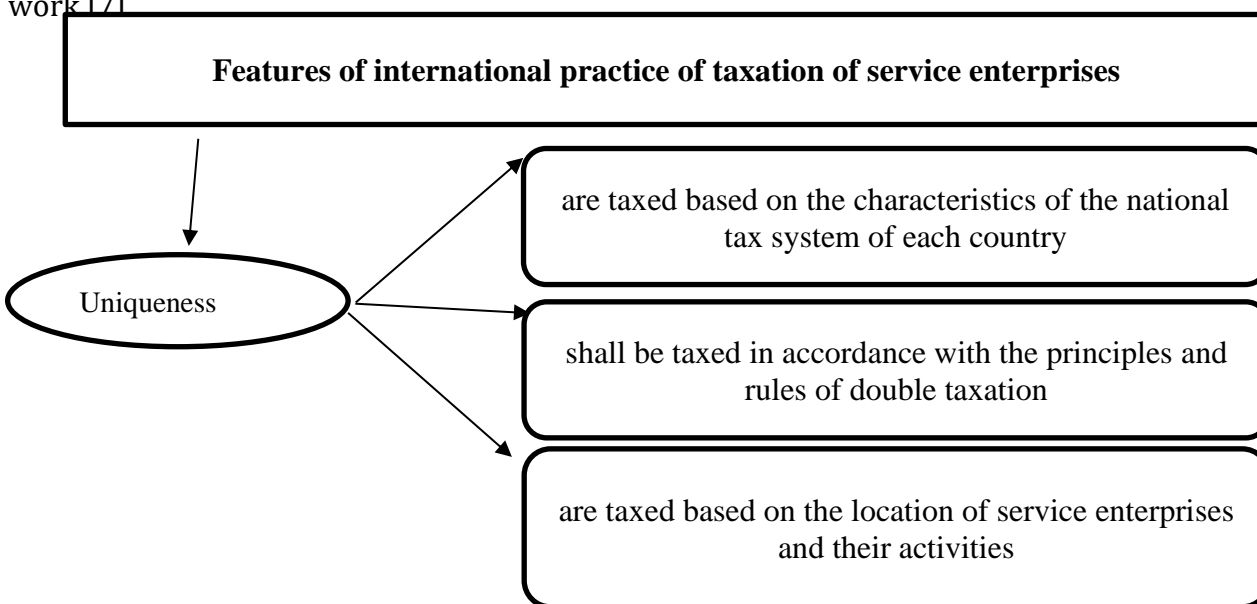 work [7]
Features of international practice of taxation of service enterprises
are taxed based on the characteristics of the national
tax system of each country
Uniqueness
shall be taxed in accordance with the principles and
rules of double taxation
are taxed based on the location of service enterprises
and their activities